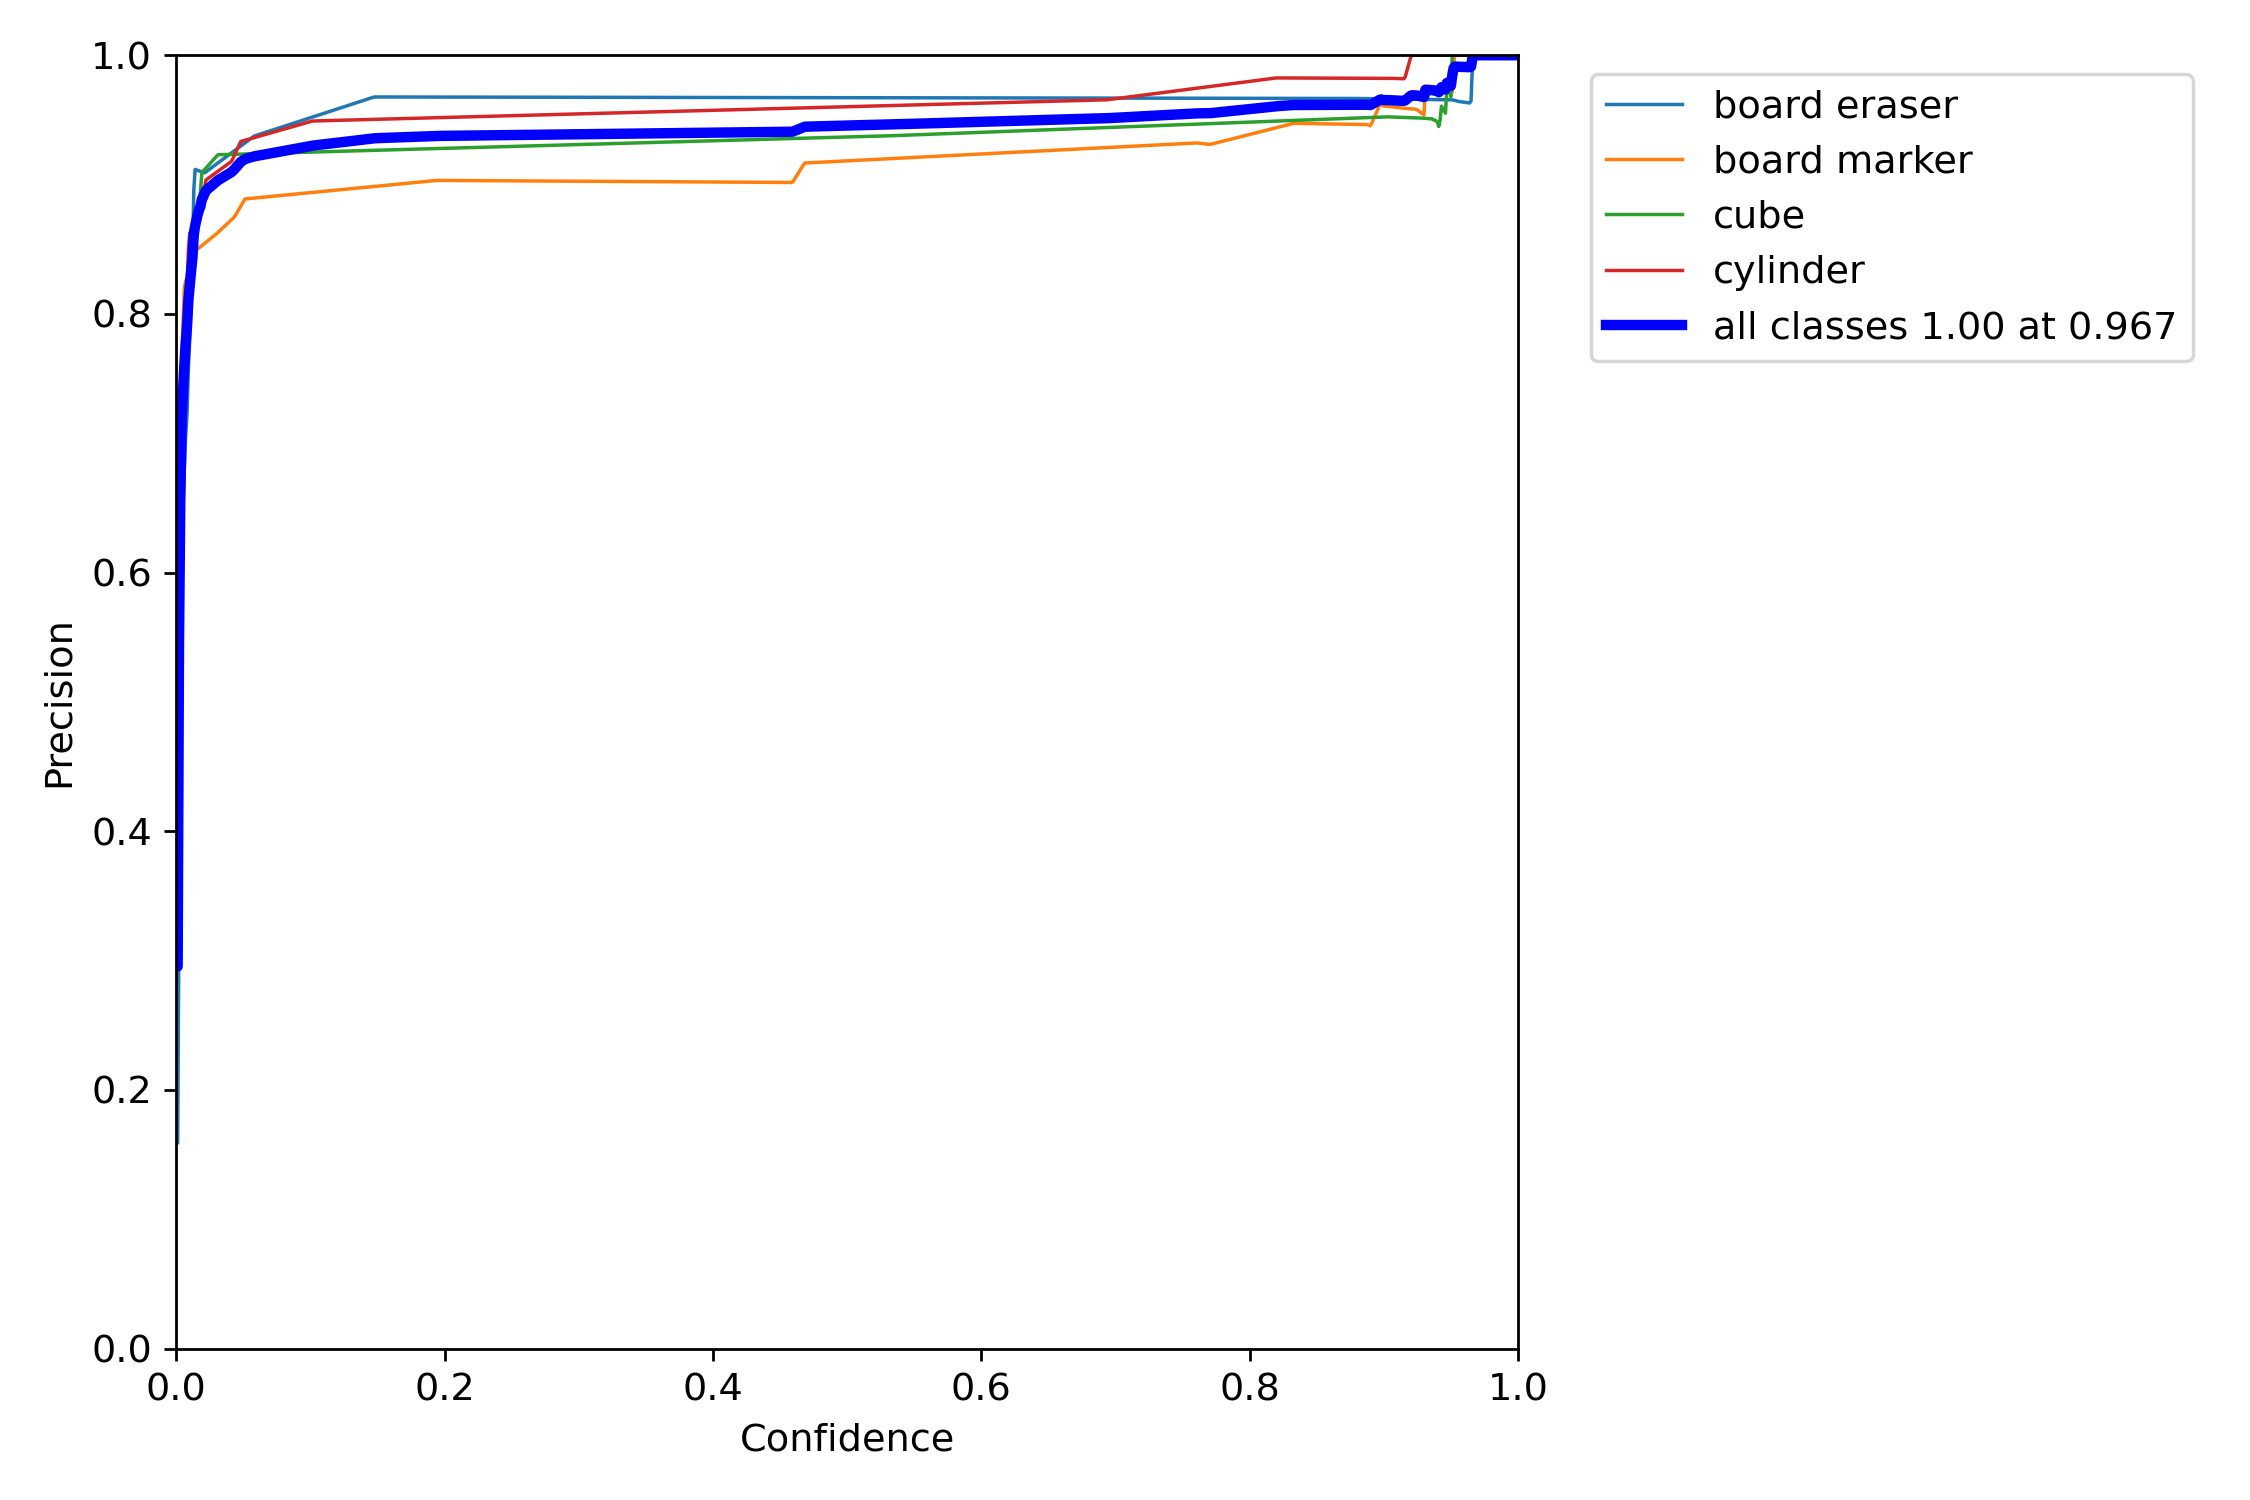 1.0
0.8
0.6
0.4
0.2
0.0
Precision
0.0 0.2 0.4 0.6 0.8 1.0
Confidence
board eraser
board marker
cube
cylinder
all classes 1.00 at 0.967